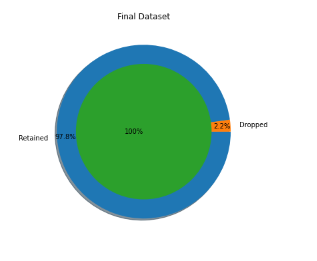 Final Dataset
2.2%
Dropped
100%
Retained
97.8%